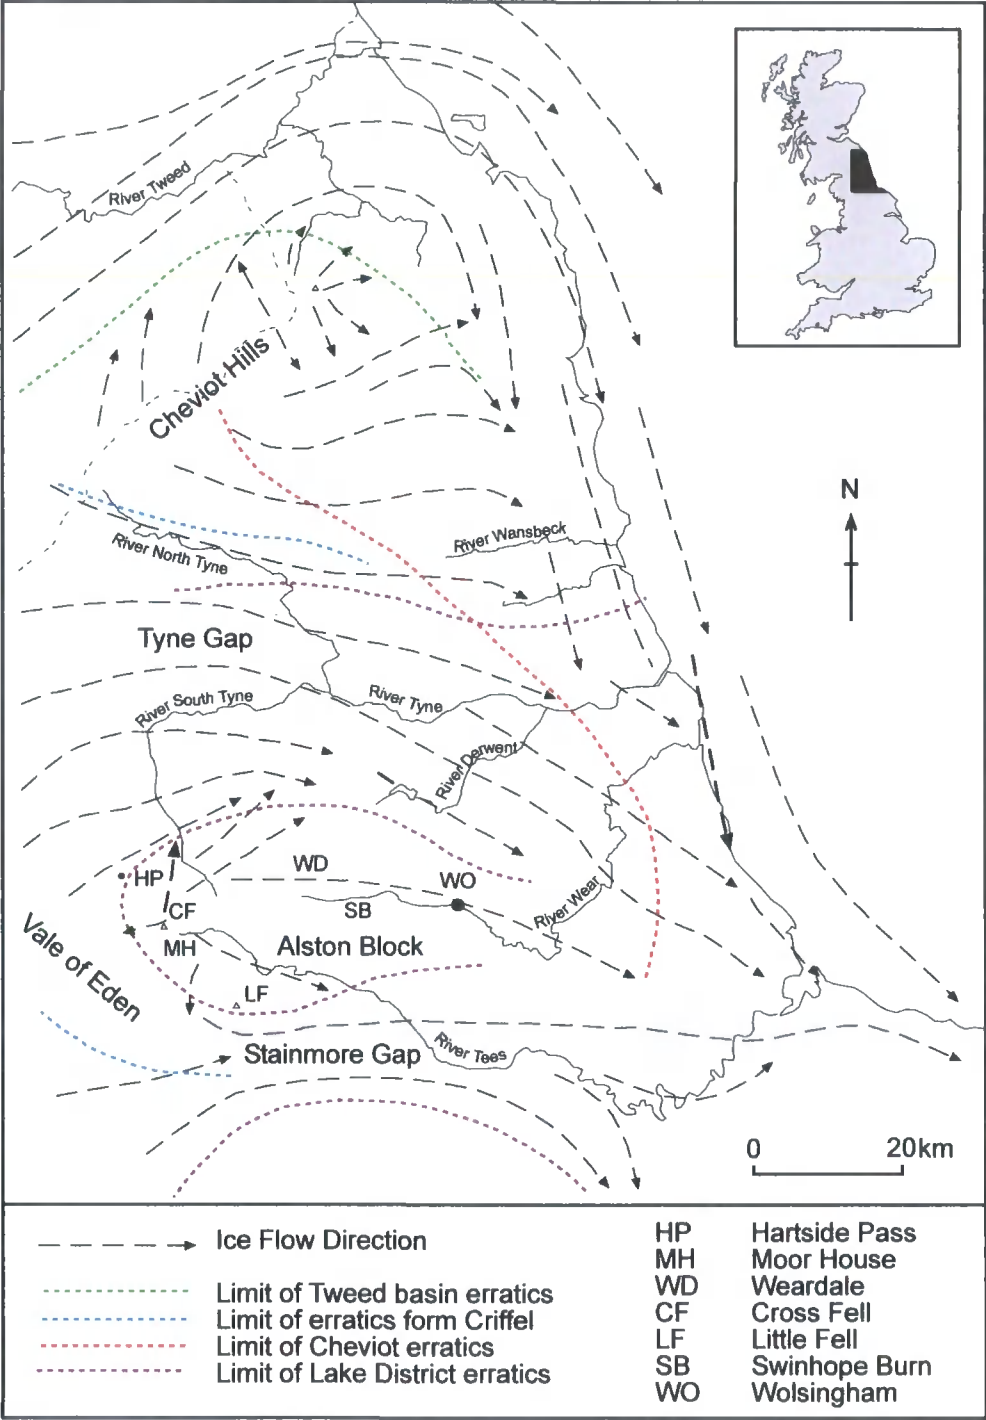 River Tweed
Cheviot Hills
N
River Wansbeck
River North Tyne
Tyne Gap
River South Tyne
River Tyne
River Derwent
WD
HP
WO
CF
SB
River Wear
MH
Alston Block
Vale of Eden
LF
Stainmore Gap
River Tees
0 20km
Ice Flow Direction
Limit of Tweed basin erratics
Limit of erratics form Criffel
Limit of Cheviot erratics
Limit of Lake District erratics
HP Hartside Pass
MH Moor House
WD Weardale
CF Cross Fell
LF Little Fell
SB Swinhope Burn
WO Wolsingham